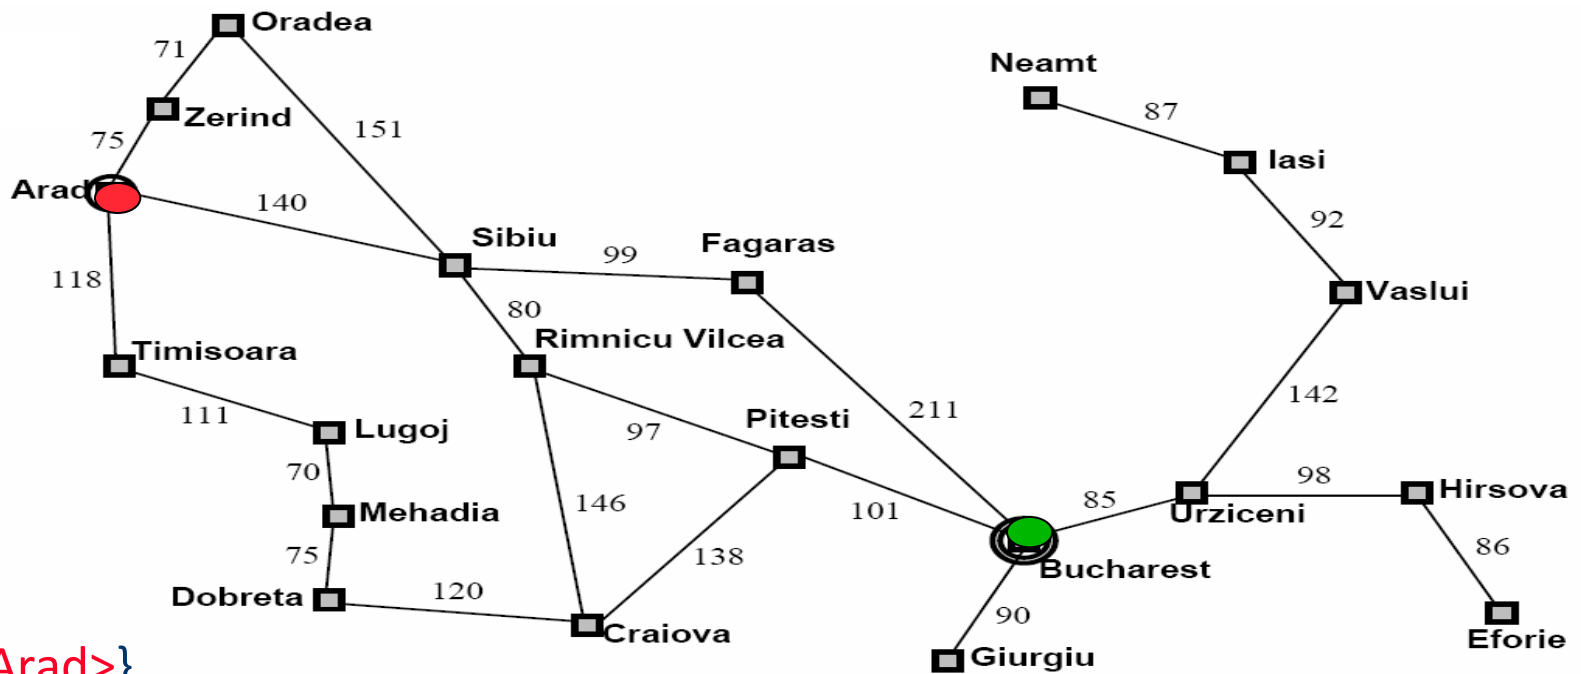 Oradea
71
Neamt
87
Zerind
151
75
Iasi
Arad
140
92
Sibiu
Fagaras
99
118
Vaslui
80
Rimnicu Vilcea
Timisoara
142
111
211
Pitesti
Lugoj
97
70
98
Hirsova
146
101
85
Urziceni
Mehadia
75
138
86
Bucharest
Dobreta
120
90
Craiova
Eforie
Giurgiu
Arad>}